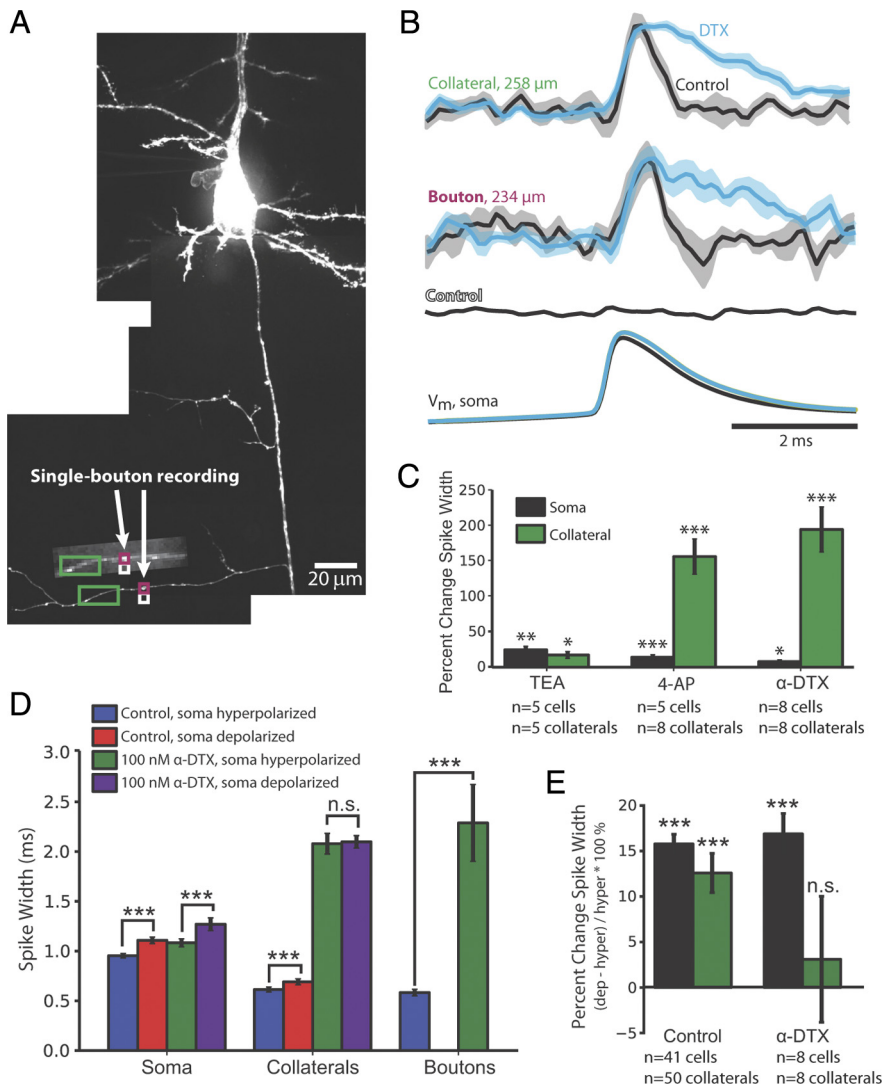 A
Single-bouton recording
20 μm
B
DTX
Collateral, 258 μm
Control
Bouton, 234 μm
Control
Vm, soma
2 ms
C
Percent Change Spike Width
250
200
150
100
50
0
Soma
Collateral
** * *** *** * ***
TEA 4-AP α-DTX
n=5 cells n=5 cells n=8 cells
n=5 collaterals n=8 collaterals n=8 collaterals
D
Control, soma hyperpolarized
Control, soma depolarized
100 nM α-DTX, soma hyperpolarized
100 nM α-DTX, soma depolarized
Spike Width (ms)
3.0
2.5
2.0
1.5
1.0
0.5
0.0
*** *** *** n.s. ***
Soma Collaterals Boutons
E
Percent Change Spike Width
(dep - hyper) / hyper * 100 %
20
15
10
5
0
−5
*** *** *** n.s.
Control α-DTX
n=41 cells n=8 cells
n=50 collaterals n=8 collaterals